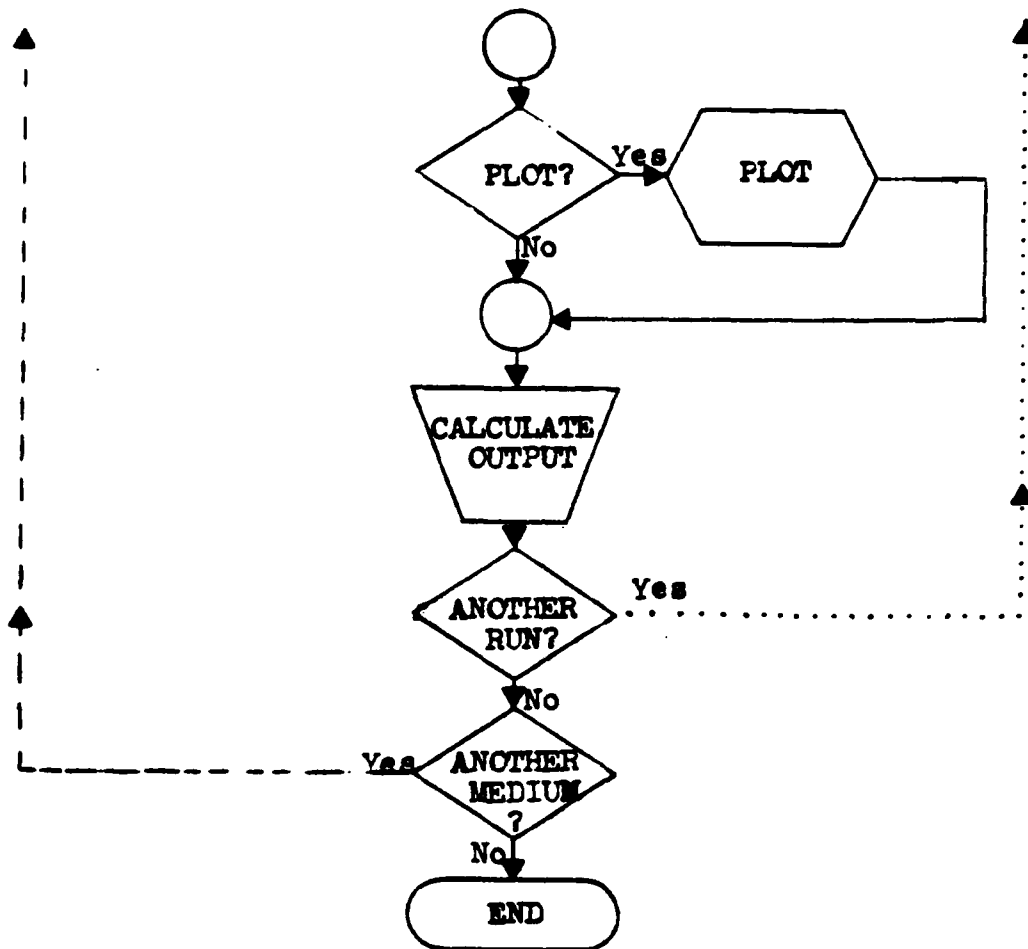 PLOT?
Yes
PLOT
No
CALCULATE
OUTPUT
ANOTHER
RUN?
Yes
No
ANOTHER
MEDIUM
?
Yes
No
END